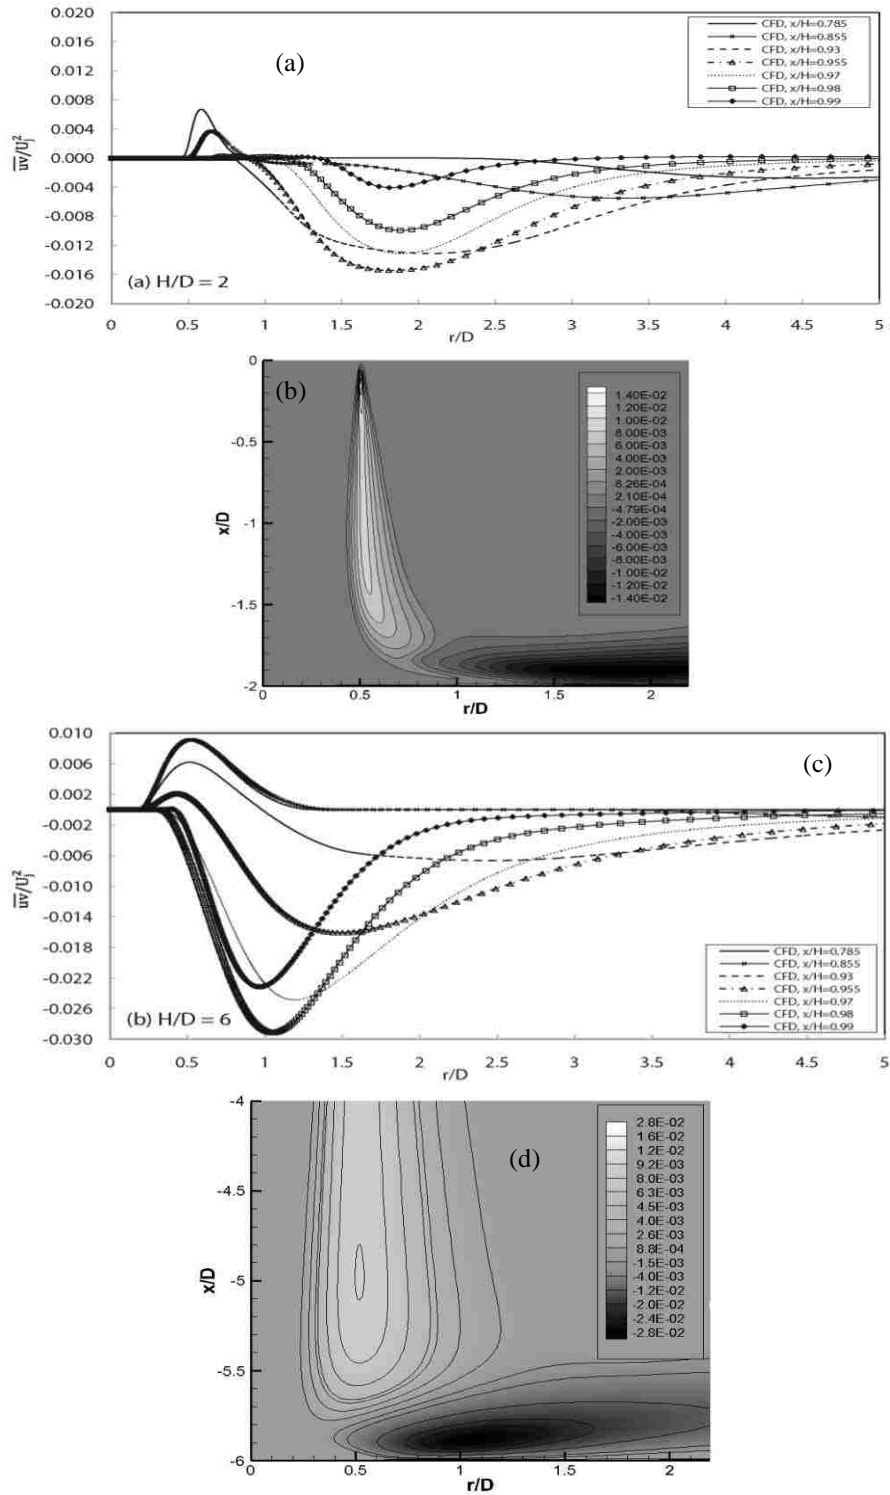 0.020
0.016
0.012
0.008
0.004
0.000
-0.004
-0.008
-0.012
-0.016
-0.020
u̅v̅/U_j^2
(a)
CFD, x/H=0.785
CFD, x/H=0.855
CFD, x/H=0.93
CFD, x/H=0.955
CFD, x/H=0.97
CFD, x/H=0.98
CFD, x/H=0.99
(a) H/D = 2
0 0.5 1 1.5 2 2.5 3 3.5 4 4.5 5
r/D
(b)
0
-0.5
-1
-1.5
-2
x/D
1.40E-02
1.20E-02
1.00E-02
8.00E-03
6.00E-03
4.00E-03
2.00E-03
8.26E-04
2.10E-04
-4.79E-04
-2.00E-03
-4.00E-03
-6.00E-03
-8.00E-03
-1.00E-02
-1.20E-02
-1.40E-02
0 0.5 1 1.5 2
r/D
0.010
0.006
0.002
-0.002
-0.006
-0.010
-0.014
-0.018
-0.022
-0.026
-0.030
u̅v̅/U_j^2
(c)
CFD, x/H=0.785
CFD, x/H=0.855
CFD, x/H=0.93
CFD, x/H=0.955
CFD, x/H=0.97
CFD, x/H=0.98
CFD, x/H=0.99
(b) H/D = 6
0 0.5 1 1.5 2 2.5 3 3.5 4 4.5 5
r/D
(d)
-4
-4.5
-5
-5.5
-6
x/D
2.8E-02
1.6E-02
1.2E-02
9.2E-03
8.0E-03
6.3E-03
4.5E-03
4.0E-03
2.6E-03
8.8E-04
-1.5E-03
-4.0E-03
-1.2E-02
-2.0E-02
-2.4E-02
-2.8E-02
0 0.5 1 1.5 2
r/D